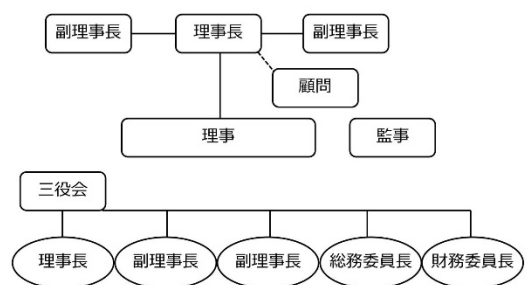 副理事長
理事長
副理事長
顧問
理事
監事
三役会
理事長
副理事長
副理事長
総務委員長
財務委員長